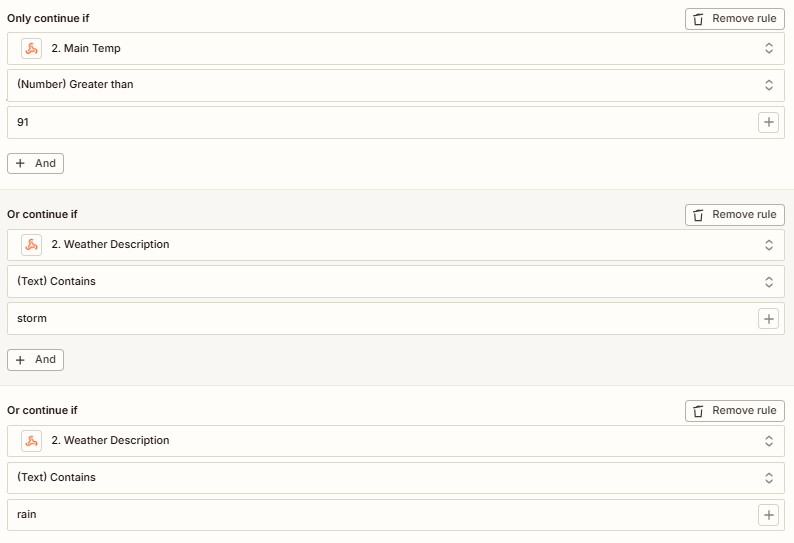 Only continue if
Remove rule
2. Main Temp
(Number) Greater than
91
And
Or continue if
Remove rule
2. Weather Description
(Text) Contains
storm
And
Or continue if
Remove rule
2. Weather Description
(Text) Contains
rain